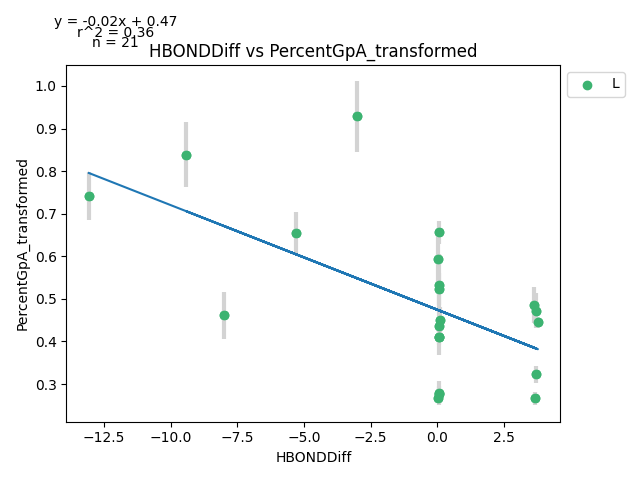 y = -0.02x + 0.47
r^2 = 0.36
n = 21
HBONDDiff vs PercentGpA_transformed
L
PercentGpA_transformed
1.0
0.9
0.8
0.7
0.6
0.5
0.4
0.3
−12.5 −10.0 −7.5 −5.0 −2.5 0.0 2.5
HBONDDiff